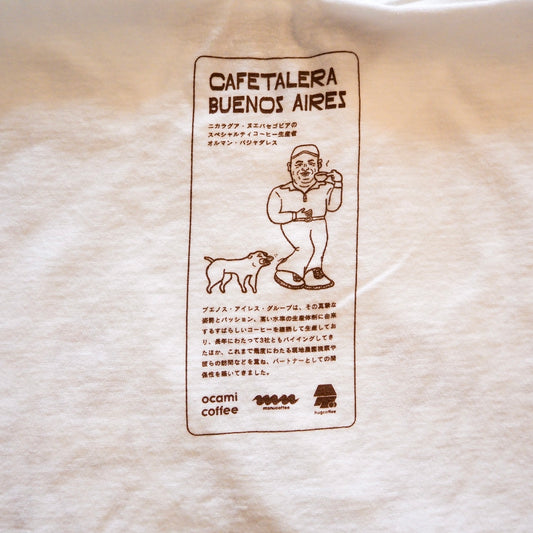 CAFETALERA
BUENOS AIRES
ニカラグア・ヌエバセゴビアの
スペシャルティコーヒー生産者
オルマン・バジャダレス
ブエノス・アイレス・グループは、その真摯な
姿勢とパッション、高い水準の生産体制に由来
するすばらしいコーヒーを継続して生産してお
り、長年にわたって3社ともバイイングしてき
たほか、これまで幾度にわたる現地農園視察や
彼らの訪問などを重ね、パートナーとしての関
係性を築いてきました。
ocami
coffee
manucoffee
hugcoffee